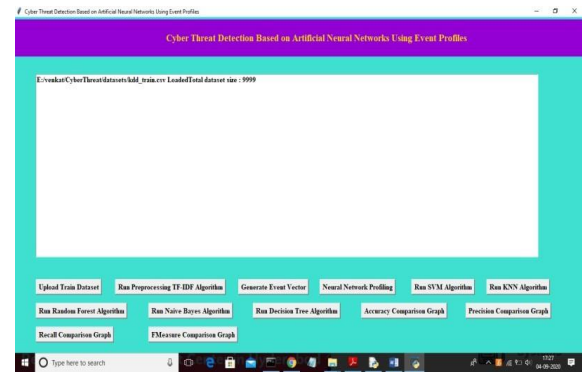 Cyber Threat Detection Based on Artificial Neural Networks Using Event Profiles
Cyber Threat Detection Based on Artificial Neural Networks Using Event Profiles
E:/venkat/CyberThreat/datasets/kdd_train.csv LoadedTotal dataset size : 9999
Upload Train Dataset Run Preprocessing TF-IDF Algorithm Generate Event Vector Neural Network Profiling Run SVM Algorithm Run KNN Algorithm
Run Random Forest Algorithm Run Naive Bayes Algorithm Run Decision Tree Algorithm Accuracy Comparison Graph Precision Comparison Graph
Recall Comparison Graph FMeasure Comparison Graph
Type here to search
17:27
04-09-2020